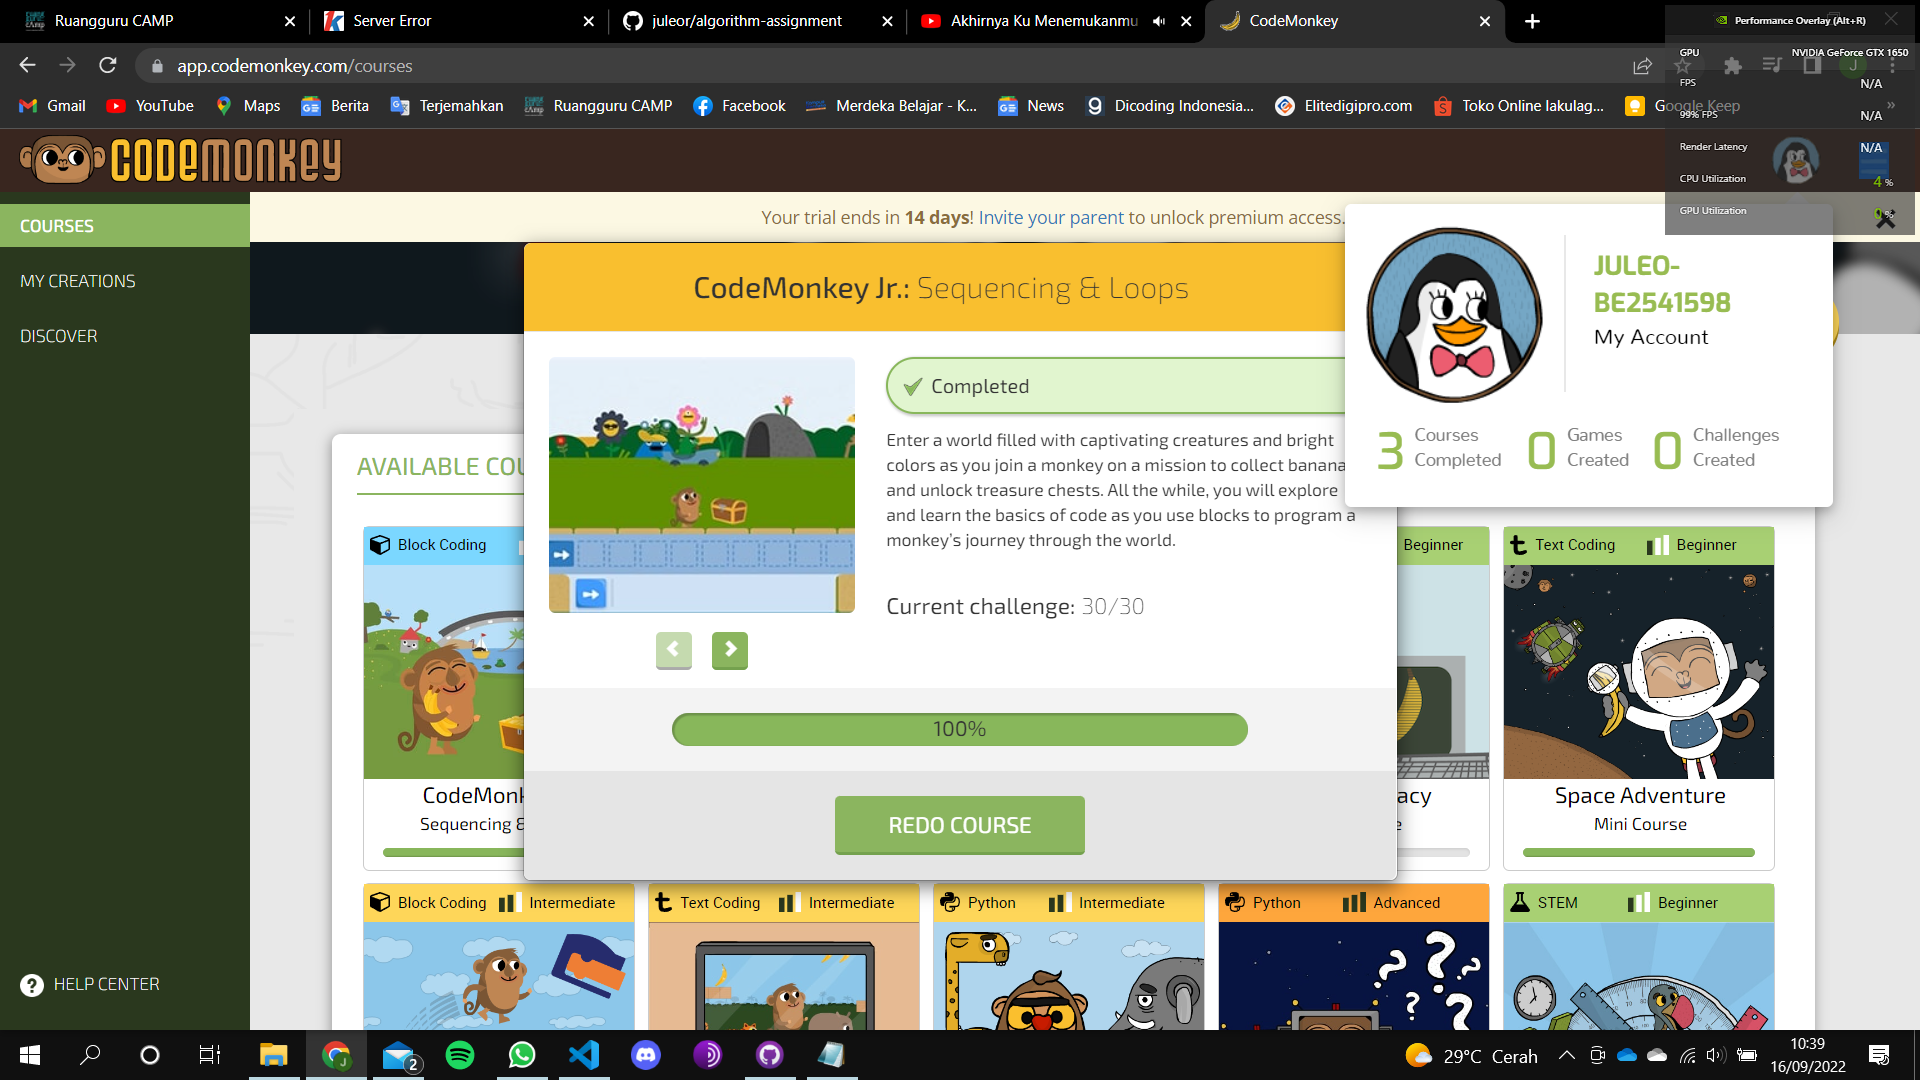 Ruangguru CAMP
Server Error
juleor/algorithm-assignment
Akhirnya Ku Menemukanmu
CodeMonkey
Performance Overlay (Alt+R)
app.codemonkey.com/courses
GPU
NVIDIA GeForce GTX 1650
FPS
N/A
99% FPS
N/A
Render Latency
N/A
CPU Utilization
4 %
GPU Utilization
Gmail
YouTube
Maps
Berita
Terjemahkan
Ruangguru CAMP
Facebook
Merdeka Belajar - K...
News
Dicoding Indonesia...
Elitedigipro.com
Toko Online lakulag...
Google Keep
CODEMONKEY
COURSES
MY CREATIONS
DISCOVER
HELP CENTER
Your trial ends in 14 days! Invite your parent to unlock premium access.
JULEO-
BE2541598
My Account
3 Courses Completed
0 Games Created
0 Challenges Created
CodeMonkey Jr.: Sequencing & Loops
Completed
Enter a world filled with captivating creatures and bright
colors as you join a monkey on a mission to collect banana
and unlock treasure chests. All the while, you will explore
and learn the basics of code as you use blocks to program a
monkey's journey through the world.
Current challenge: 30/30
100%
REDO COURSE
AVAILABLE COU
Block Coding
Beginner
Text Coding
Beginner
CodeMonk
Sequencing &
acy
Space Adventure
Mini Course
Block Coding
Intermediate
Text Coding
Intermediate
Python
Intermediate
Python
Advanced
STEM
Beginner
2
29°C Cerah
10:39
16/09/2022